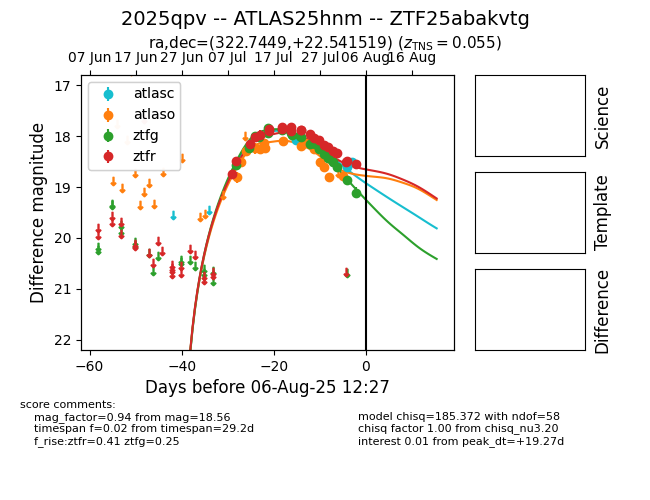 2025qpv -- ATLAS25hnm -- ZTF25abakvtg
ra,dec=(322.7449,+22.541519) (z_TNS = 0.055)
07 Jun 17 Jun 27 Jun 07 Jul 17 Jul 27 Jul 06 Aug 16 Aug
17
18
19
20
21
22
Difference magnitude
atlasc
atlaso
ztfg
ztfr
−60 −40 −20 0
Days before 06-Aug-25 12:27
Science
Template
Difference
score comments:
mag_factor=0.94 from mag=18.56
timespan f=0.02 from timespan=29.2d
f_rise:ztfr=0.41 ztfg=0.25
model chisq=185.372 with ndof=58
chisq factor 1.00 from chisq_nu3.20
interest 0.01 from peak_dt=+19.27d